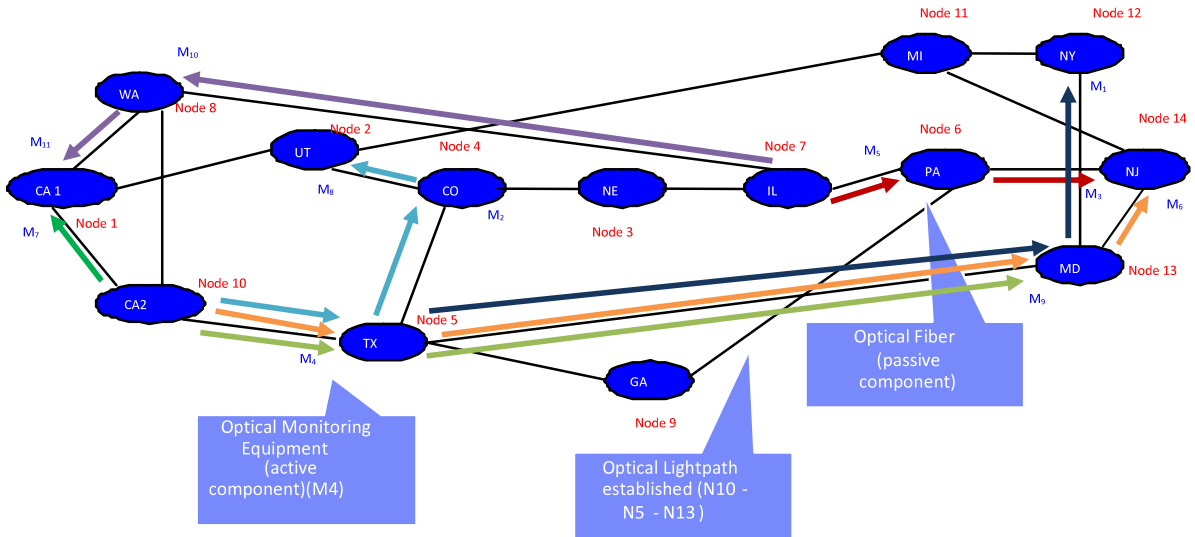 Node 11
Node 12
M10
MI
NY
WA
M1
Node 8
Node 14
Node 2
Node 6
M11
Node 4
Node 7
UT
M5
PA
NJ
CA 1
M8
CO
NE
IL
M3
M6
M2
Node 1
M7
Node 3
MD
Node 13
Node 10
CA2
M9
Node 5
TX
M4
Optical Fiber
(passive
component)
GA
Node 9
Optical Monitoring
Equipment
(active
component)(M4)
Optical Lightpath
established (N10 -
N5 - N13 )